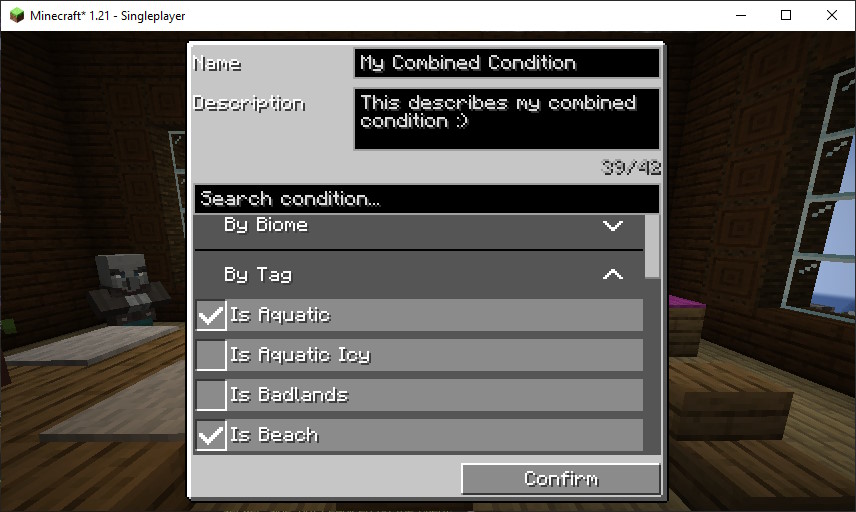 Minecraft* 1.21 - Singleplayer
Name
My Combined Condition
Description
This describes my combined
condition :)
39/42
Search condition...
By Biome
By Tag
Is Aquatic
Is Aquatic Icy
Is Badlands
Is Beach
Confirm